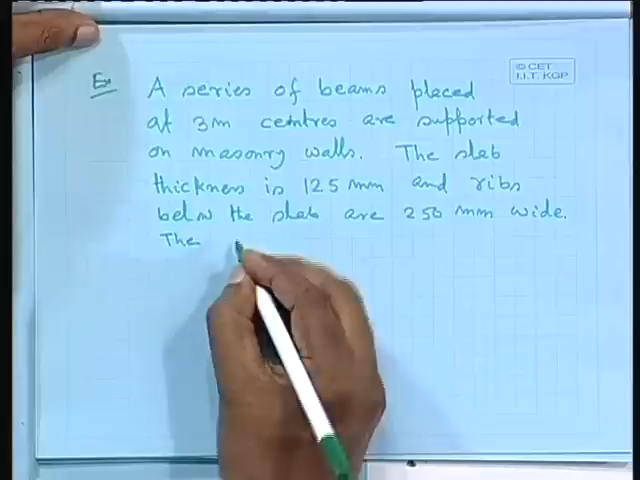 © CET
I.I.T. KGP
Ex A series of beams placed
at 3m centres are supported
on masonry walls. The slab
thickness is 125 mm and ribs
below the slab are 250 mm wide.
The